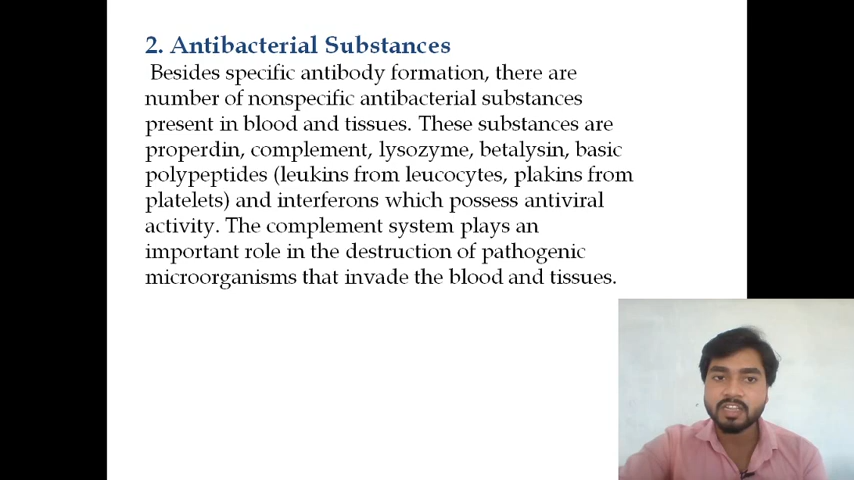 2. Antibacterial Substances
Besides specific antibody formation, there are
number of nonspecific antibacterial substances
present in blood and tissues. These substances are
properdin, complement, lysozyme, betalysin, basic
polypeptides (leukins from leucocytes, plakins from
platelets) and interferons which possess antiviral
activity. The complement system plays an
important role in the destruction of pathogenic
microorganisms that invade the blood and tissues.